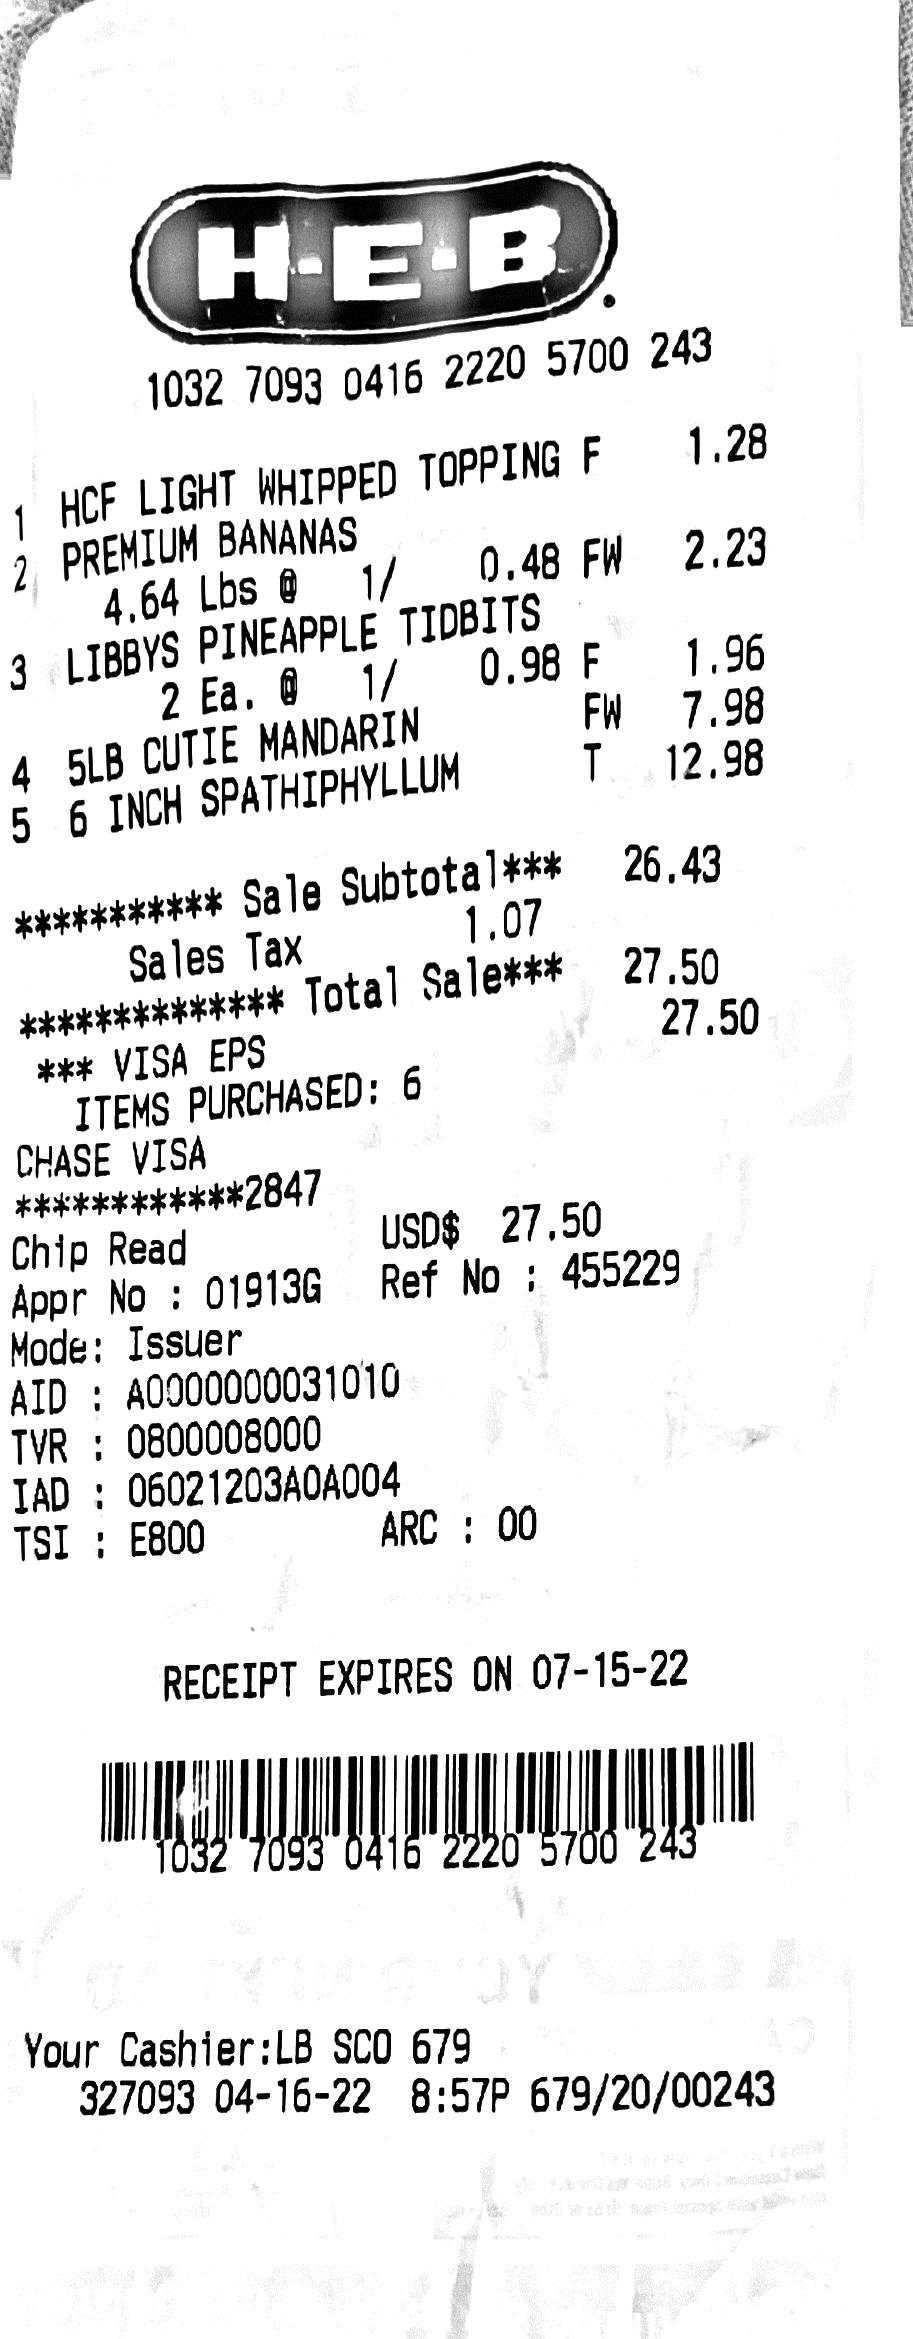 H-E-B
1032 7093 0416 2220 5700 243
1 HCF LIGHT WHIPPED TOPPING F 1.28
2 PREMIUM BANANAS
4.64 Lbs @ 1/ 0.48 FW 2.23
3 LIBBYS PINEAPPLE TIDBITS
2 Ea. @ 1/ 0.98 F 1.96
4 5LB CUTIE MANDARIN FW 7.98
5 6 INCH SPATHIPHYLLUM T 12.98
*********** Sale Subtotal*** 26.43
Sales Tax 1.07
************** Total Sale*** 27.50
*** VISA EPS 27.50
ITEMS PURCHASED: 6
CHASE VISA
************2847
Chip Read USD$ 27.50
Appr No : 01913G Ref No : 455229
Mode: Issuer
AID : A0000000031010
TVR : 0800008000
IAD : 06021203A0A004
TSI : E800 ARC : 00
RECEIPT EXPIRES ON 07-15-22
1032 7093 0416 2220 5700 243
Your Cashier:LB SCO 679
327093 04-16-22 8:57P 679/20/00243